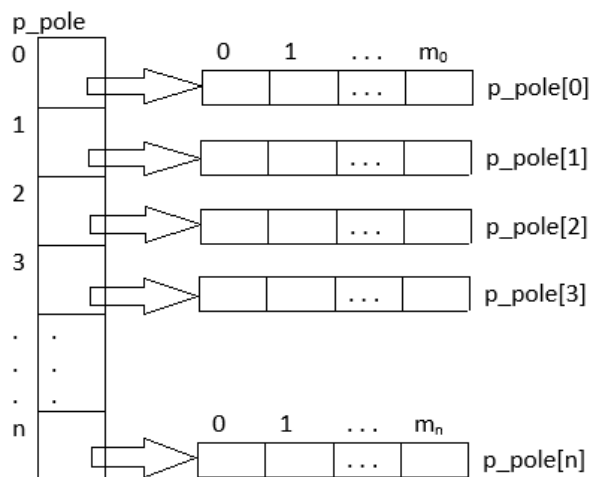 p_pole
0
0 1 ... m₀
... p_pole[0]
1
... p_pole[1]
2
... p_pole[2]
3
... p_pole[3]
. .
. .
. .
n
0 1 ... mₙ
... p_pole[n]